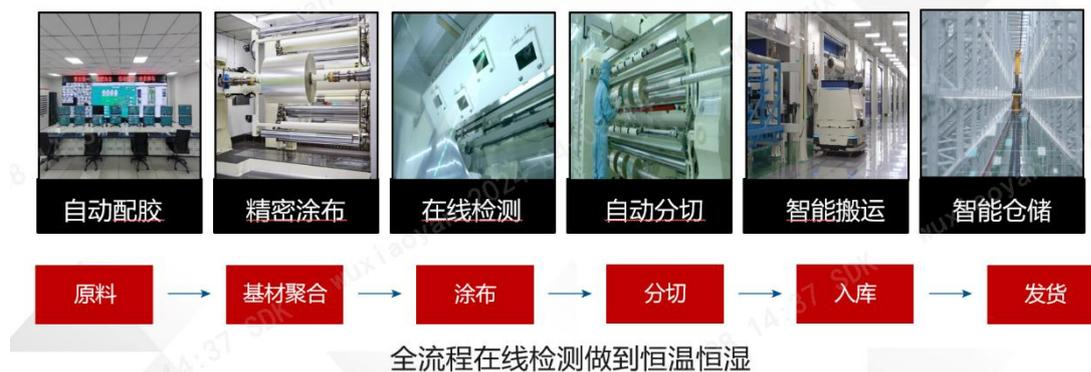 自动配胶
精密涂布
在线检测
自动分切
智能搬运
智能仓储
原料
基材聚合
涂布
分切
入库
发货
全流程在线检测做到恒温恒湿